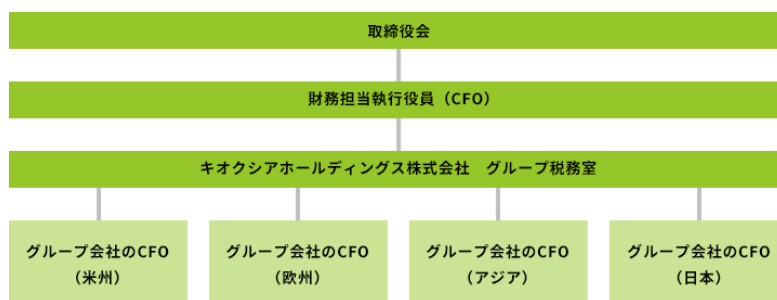 取締役会
財務担当執行役員（CFO）
キオクシアホールディングス株式会社　グループ税務室
グループ会社のCFO
（米州）
グループ会社のCFO
（欧州）
グループ会社のCFO
（アジア）
グループ会社のCFO
（日本）